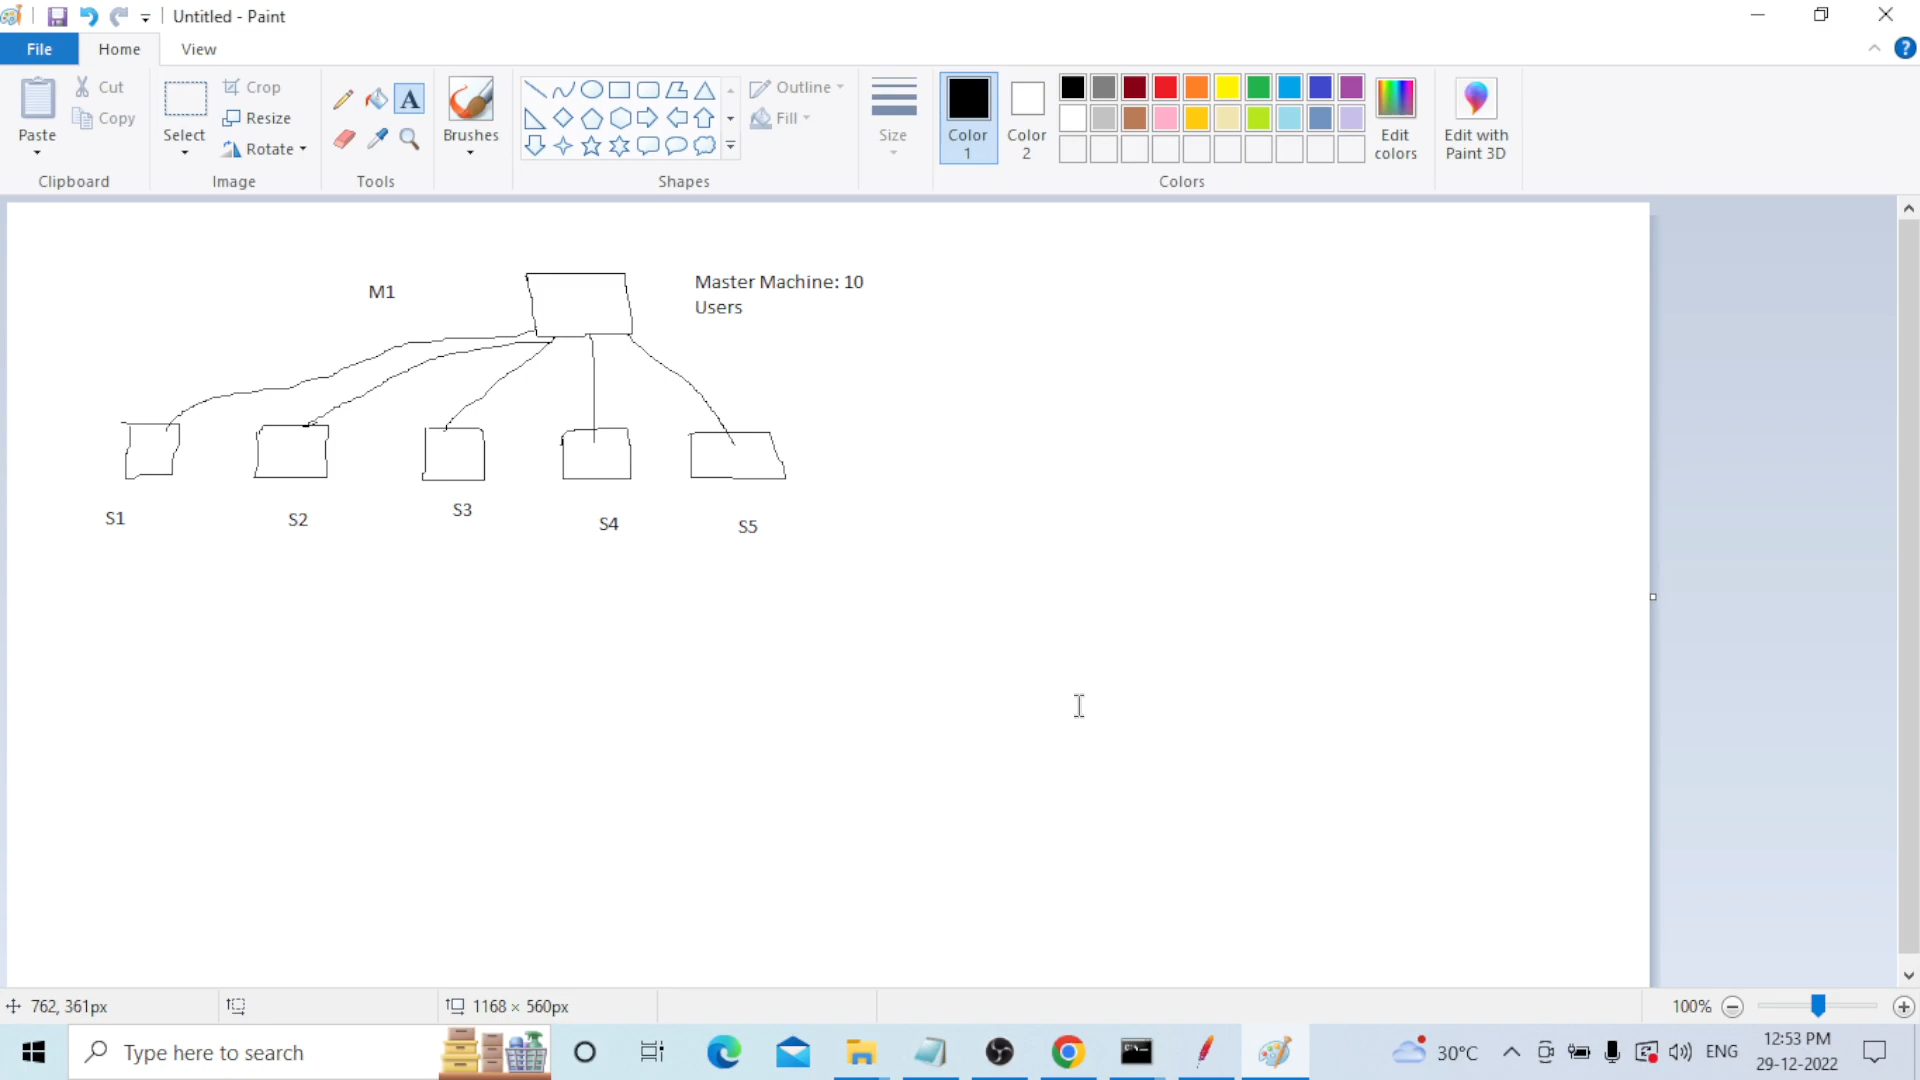 Untitled - Paint
File
Home
View
Paste
Cut
Copy
Clipboard
Select
Crop
Resize
Rotate
Image
A
Tools
Brushes
Shapes
Outline
Fill
Size
Color
1
Color
2
Colors
Edit
colors
Edit with
Paint 3D
?
M1
Master Machine: 10
Users
S1
S2
S3
S4
S5
762, 361px
1168 × 560px
100%
Type here to search
30°C
ENG
12:53 PM
29-12-2022